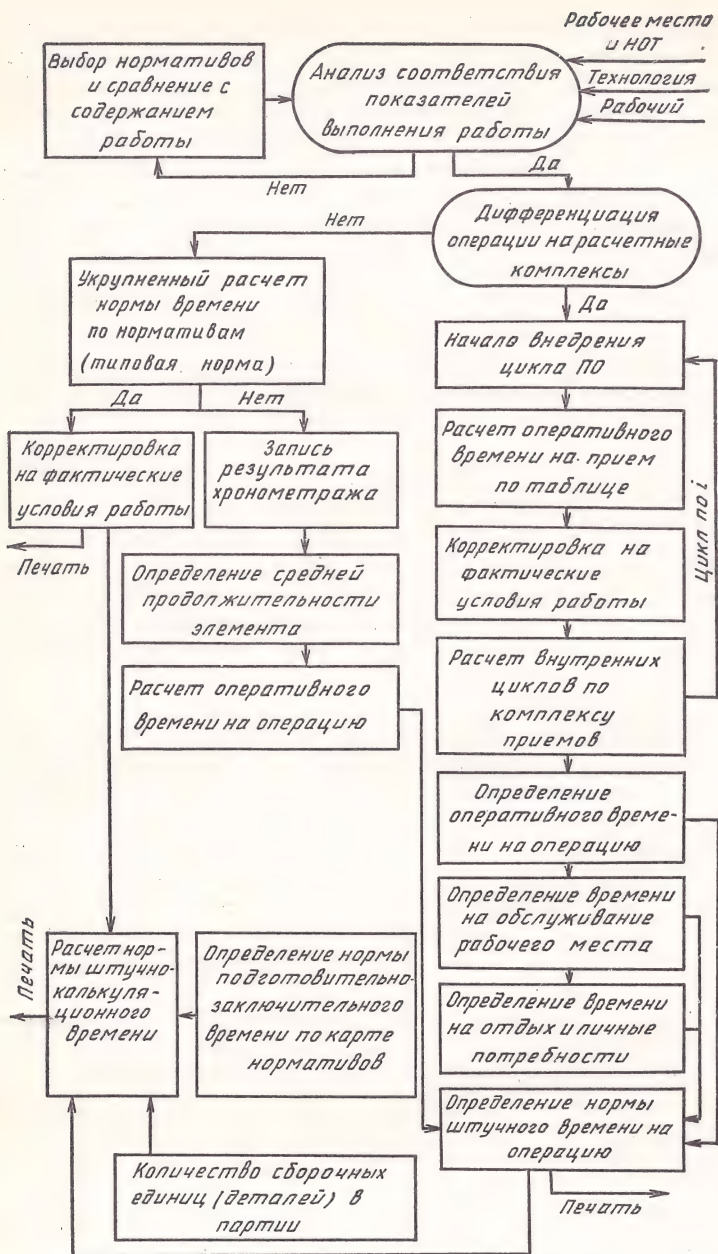 Рабочее место
и НОТ
Технология
Рабочий
Выбор нормативов
и сравнение с
содержанием
работы
Анализ соответствия
показателей
выполнения работы
Нет
Да
Нет
Дифференциация
операции на расчетные
комплексы
Да
Укрупненный расчет
нормы времени
по нормативам
(типовая норма)
Да
Нет
Начало внедрения
цикла ПО
Корректировка
на фактические
условия работы
Печать
Запись
результата
хронометража
Расчет оперативного
времени на прием
по таблице
Цикл по i
Определение средней
продолжительности
элемента
Корректировка на
фактические
условия работы
Расчет оперативного
времени на операцию
Расчет внутренних
циклов по
комплексу
приемов
Определение
оперативного време-
ни на операцию
Определение времени
на обслуживание
рабочего места
Печать
Расчет нор-
мы штучно-
калькуля-
ционного
времени
Определение нормы
подготовительно-
заключительного
времени по карте
нормативов
Определение времени
на отдых и личные
потребности
Определение нормы
штучного времени на
операцию
Количество сборочных
единиц (деталей) в
партии
Печать